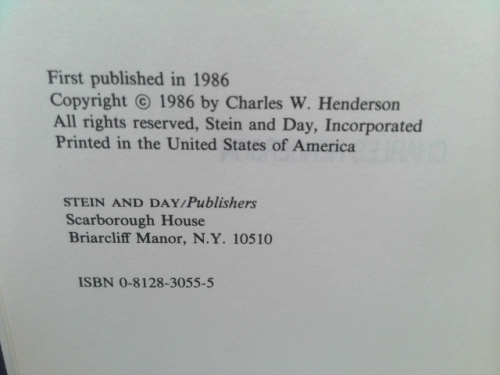 First published in 1986
Copyright © 1986 by Charles W. Henderson
All rights reserved, Stein and Day, Incorporated
Printed in the United States of America
STEIN AND DAY/Publishers
Scarborough House
Briarcliff Manor, N.Y. 10510
ISBN 0-8128-3055-5